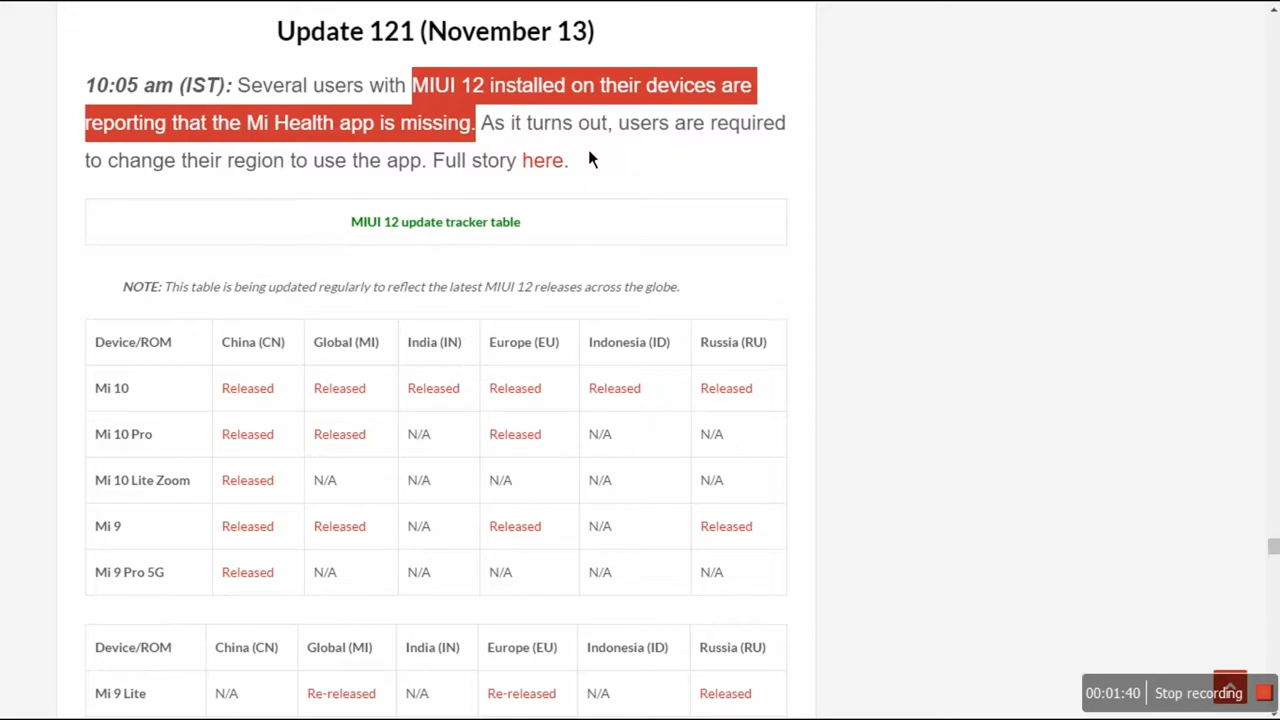 Update 121 (November 13)
10:05 am (IST): Several users with MIUI 12 installed on their devices are
reporting that the Mi Health app is missing. As it turns out, users are required
to change their region to use the app. Full story here.
MIUI 12 update tracker table
NOTE: This table is being updated regularly to reflect the latest MIUI 12 releases across the globe.
Device/ROM China (CN) Global (MI) India (IN) Europe (EU) Indonesia (ID) Russia (RU)
Mi 10 Released Released Released Released Released Released
Mi 10 Pro Released Released N/A Released N/A N/A
Mi 10 Lite Zoom Released N/A N/A N/A N/A N/A
Mi 9 Released Released N/A Released N/A Released
Mi 9 Pro 5G Released N/A N/A N/A N/A N/A
Device/ROM China (CN) Global (MI) India (IN) Europe (EU) Indonesia (ID) Russia (RU)
Mi 9 Lite N/A Re-released N/A Re-released N/A Released
00:01:40 Stop recording